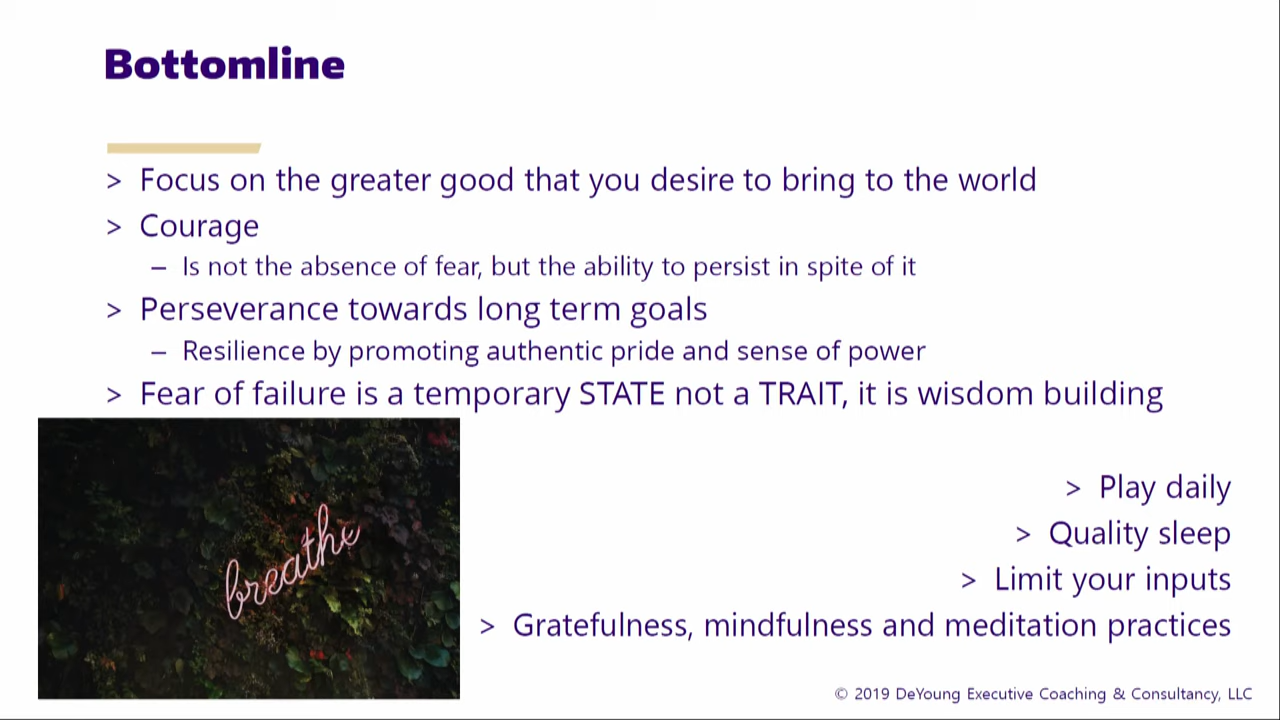 Bottomline
> Focus on the greater good that you desire to bring to the world
> Courage
– Is not the absence of fear, but the ability to persist in spite of it
> Perseverance towards long term goals
– Resilience by promoting authentic pride and sense of power
> Fear of failure is a temporary STATE not a TRAIT, it is wisdom building
breathe
> Play daily
> Quality sleep
> Limit your inputs
> Gratefulness, mindfulness and meditation practices
© 2019 DeYoung Executive Coaching & Consultancy, LLC